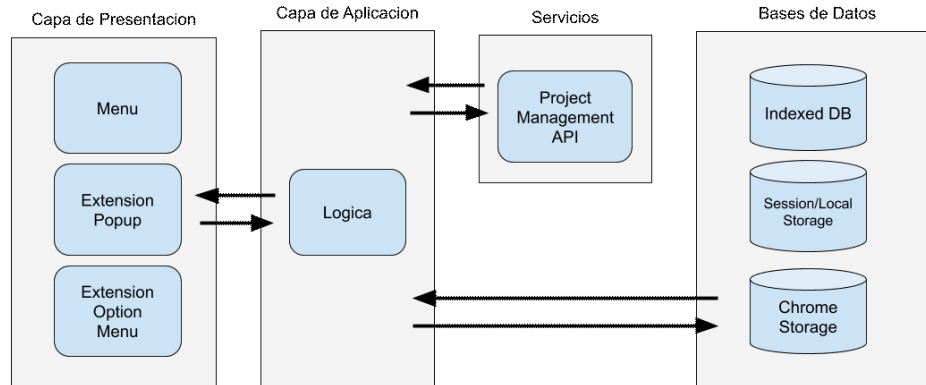 Capa de Presentacion
Capa de Aplicacion
Servicios
Bases de Datos
Menu
Extension
Popup
Extension
Option
Menu
Logica
Project
Management
API
Indexed DB
Session/Local
Storage
Chrome
Storage